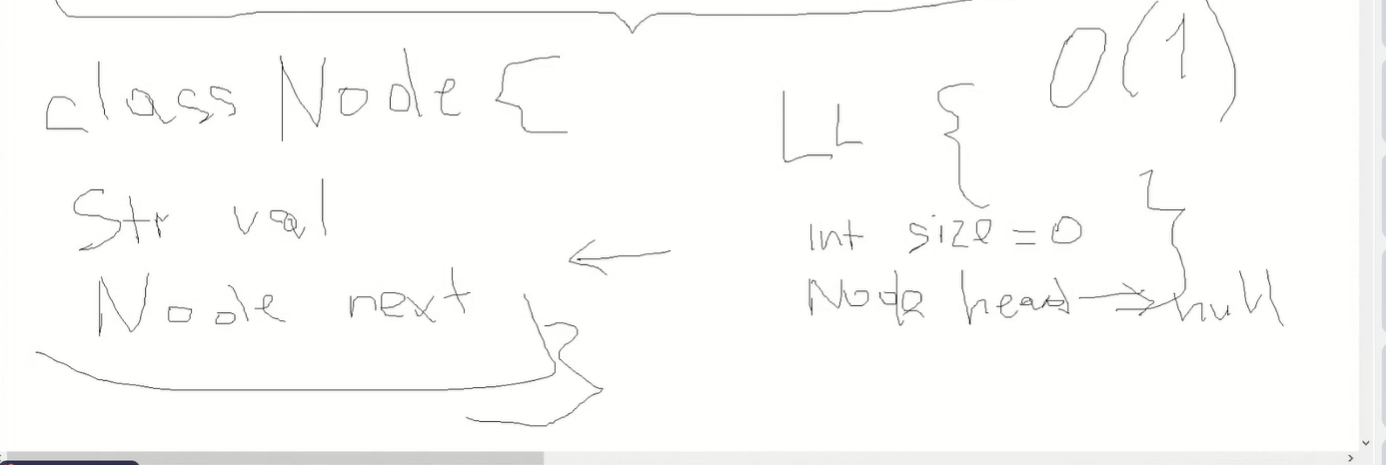 class Node {
Str val
Node next }
O(1)
LL {
int size = 0
Node head → null
}